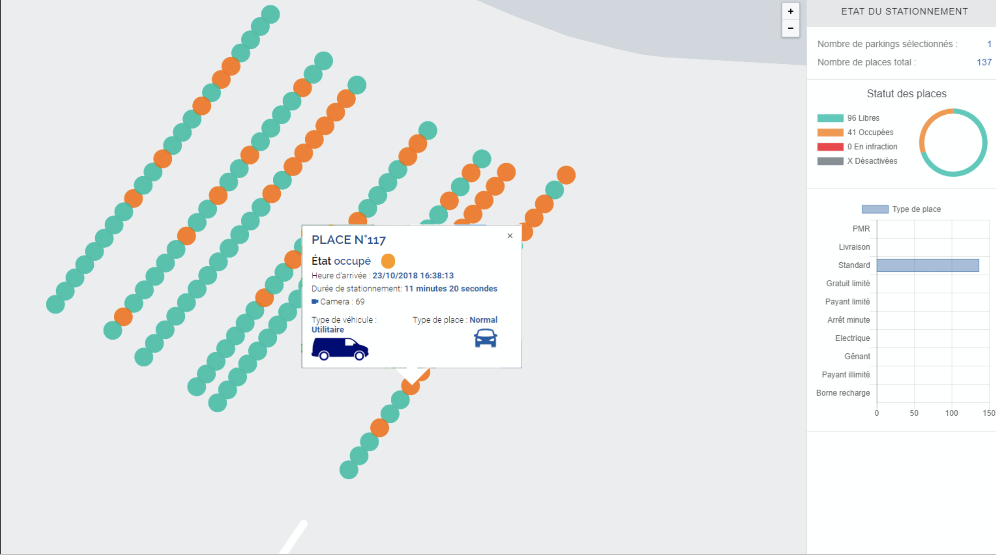 +
−
PLACE N°117
×
État occupé
Heure d'arrivée : 23/10/2018 16:38:13
Durée de stationnement: 11 minutes 20 secondes
Camera : 69
Type de véhicule :
Utilitaire
Type de place : Normal
ETAT DU STATIONNEMENT
Nombre de parkings sélectionnés : 1
Nombre de places total : 137
Statut des places
96 Libres
41 Occupées
0 En infraction
X Désactivées
Type de place
PMR
Livraison
Standard
Gratuit limité
Payant limité
Arrêt minute
Electrique
Gênant
Payant illimité
Borne recharge
0 50 100 150